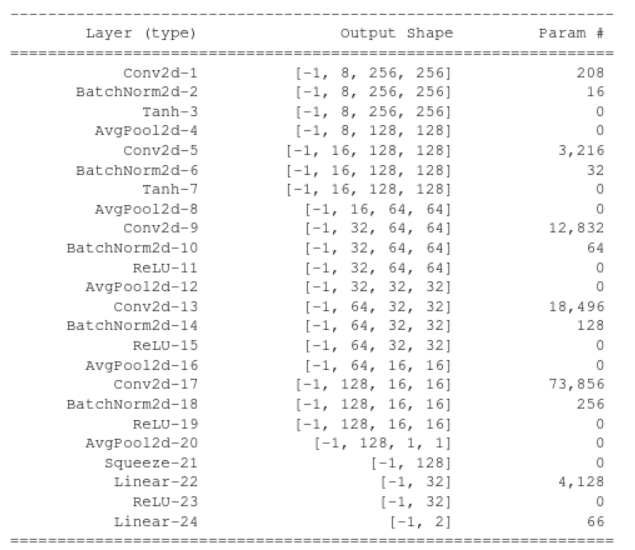 ----------------------------------------------------------------
Layer (type) Output Shape Param #
================================================================
Conv2d-1 [-1, 8, 256, 256] 208
BatchNorm2d-2 [-1, 8, 256, 256] 16
Tanh-3 [-1, 8, 256, 256] 0
AvgPool2d-4 [-1, 8, 128, 128] 0
Conv2d-5 [-1, 16, 128, 128] 3,216
BatchNorm2d-6 [-1, 16, 128, 128] 32
Tanh-7 [-1, 16, 128, 128] 0
AvgPool2d-8 [-1, 16, 64, 64] 0
Conv2d-9 [-1, 32, 64, 64] 12,832
BatchNorm2d-10 [-1, 32, 64, 64] 64
ReLU-11 [-1, 32, 64, 64] 0
AvgPool2d-12 [-1, 32, 32, 32] 0
Conv2d-13 [-1, 64, 32, 32] 18,496
BatchNorm2d-14 [-1, 64, 32, 32] 128
ReLU-15 [-1, 64, 32, 32] 0
AvgPool2d-16 [-1, 64, 16, 16] 0
Conv2d-17 [-1, 128, 16, 16] 73,856
BatchNorm2d-18 [-1, 128, 16, 16] 256
ReLU-19 [-1, 128, 16, 16] 0
AvgPool2d-20 [-1, 128, 1, 1] 0
Squeeze-21 [-1, 128] 0
Linear-22 [-1, 32] 4,128
ReLU-23 [-1, 32] 0
Linear-24 [-1, 2] 66
================================================================